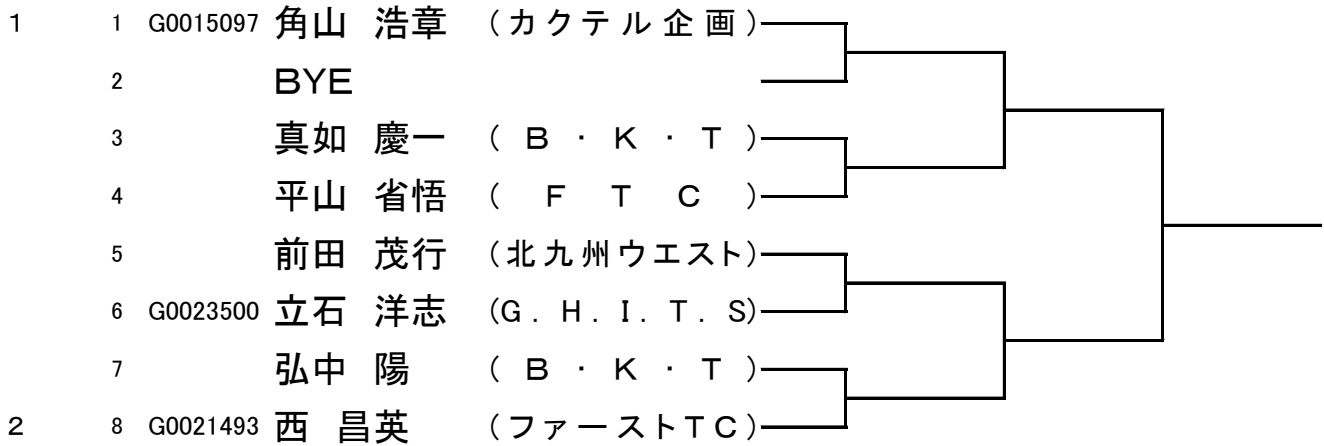 1 1 G0015097 角山 浩章 (カクテル企画)
2 BYE
3 真如 慶一 (B・K・T)
4 平山 省悟 (FTC)
5 前田 茂行 (北九州ウエスト)
6 G0023500 立石 洋志 (G.H.I.T.S)
7 弘中 陽 (B・K・T)
2 8 G0021493 西 昌英 (ファーストTC)